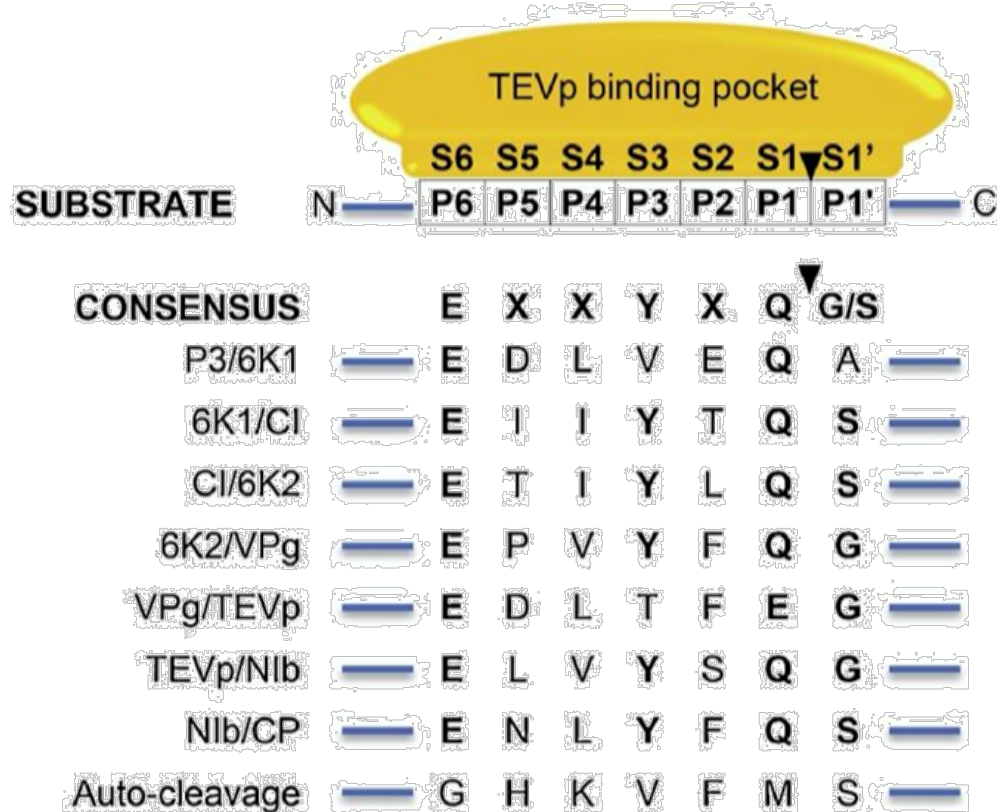 TEVp binding pocket
S6 S5 S4 S3 S2 S1 S1’
SUBSTRATE N P6 P5 P4 P3 P2 P1 P1' C
CONSENSUS E X X Y X Q G/S
P3/6K1 E D L V E Q A
6K1/CI E I I Y T Q S
CI/6K2 E T I Y L Q S
6K2/VPg E P V Y F Q G
VPg/TEVp E D L T F E G
TEVp/NIb E L V Y S Q G
NIb/CP E N L Y F Q S
Auto-cleavage G H K V F M S